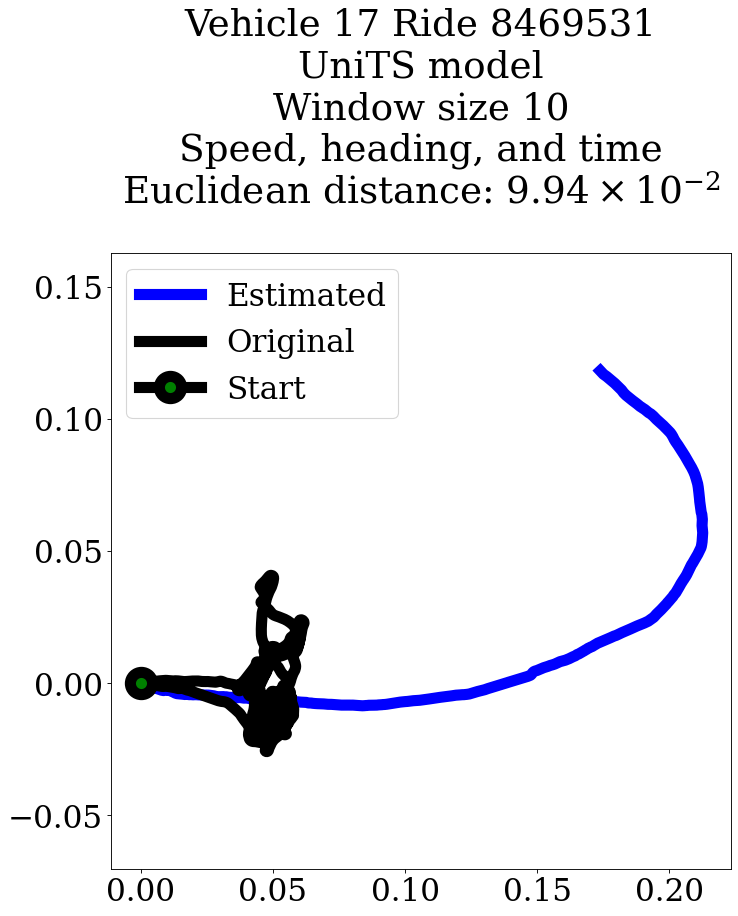 Vehicle 17 Ride 8469531
UniTS model
Window size 10
Speed, heading, and time
Euclidean distance: 9.94 × 10⁻²
Estimated
Original
Start
0.15
0.10
0.05
0.00
−0.05
0.00 0.05 0.10 0.15 0.20